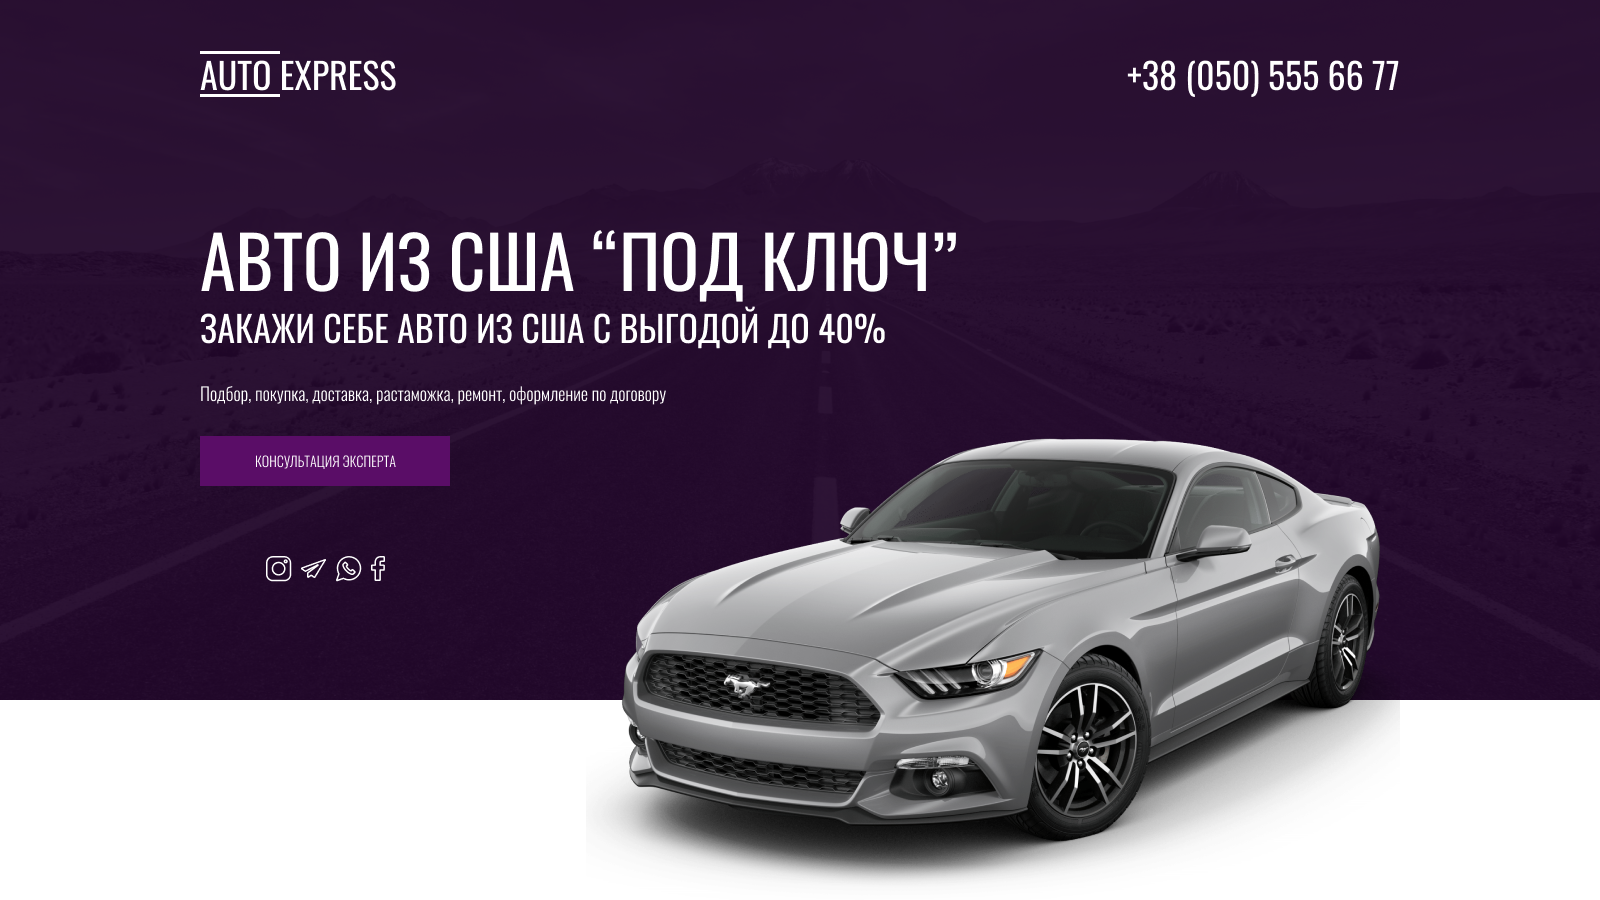 AUTO EXPRESS
+38 (050) 555 66 77
АВТО ИЗ США “ПОД КЛЮЧ”
ЗАКАЖИ СЕБЕ АВТО ИЗ США С ВЫГОДОЙ ДО 40%
Подбор, покупка, доставка, растаможка, ремонт, оформление по договору
КОНСУЛЬТАЦИЯ ЭКСПЕРТА